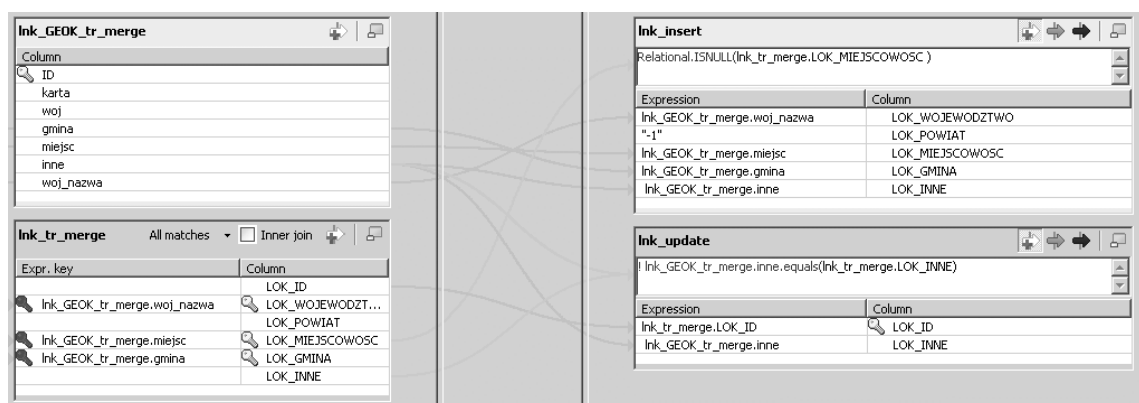 lnk_GEOK_tr_merge
Column
ID
karta
woj
gmina
miejsc
inne
woj_nazwa
lnk_tr_merge All matches Inner join
Expr. key Column
LOK_ID
lnk_GEOK_tr_merge.woj_nazwa LOK_WOJEWODZT...
LOK_POWIAT
lnk_GEOK_tr_merge.miejsc LOK_MIEJSCOWOSC
lnk_GEOK_tr_merge.gmina LOK_GMINA
LOK_INNE
lnk_insert
Relational.ISNULL(lnk_tr_merge.LOK_MIEJSCOWOSC )
Expression Column
lnk_GEOK_tr_merge.woj_nazwa LOK_WOJEWODZTWO
"-1" LOK_POWIAT
lnk_GEOK_tr_merge.miejsc LOK_MIEJSCOWOSC
lnk_GEOK_tr_merge.gmina LOK_GMINA
lnk_GEOK_tr_merge.inne LOK_INNE
lnk_update
! lnk_GEOK_tr_merge.inne.equals(lnk_tr_merge.LOK_INNE)
Expression Column
lnk_tr_merge.LOK_ID LOK_ID
lnk_GEOK_tr_merge.inne LOK_INNE